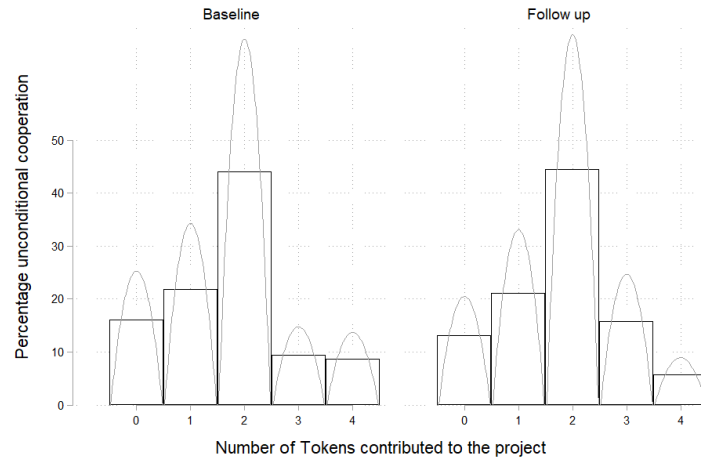 Baseline
Follow up
Percentage unconditional cooperation
50
40
30
20
10
0
0 1 2 3 4
0 1 2 3 4
Number of Tokens contributed to the project